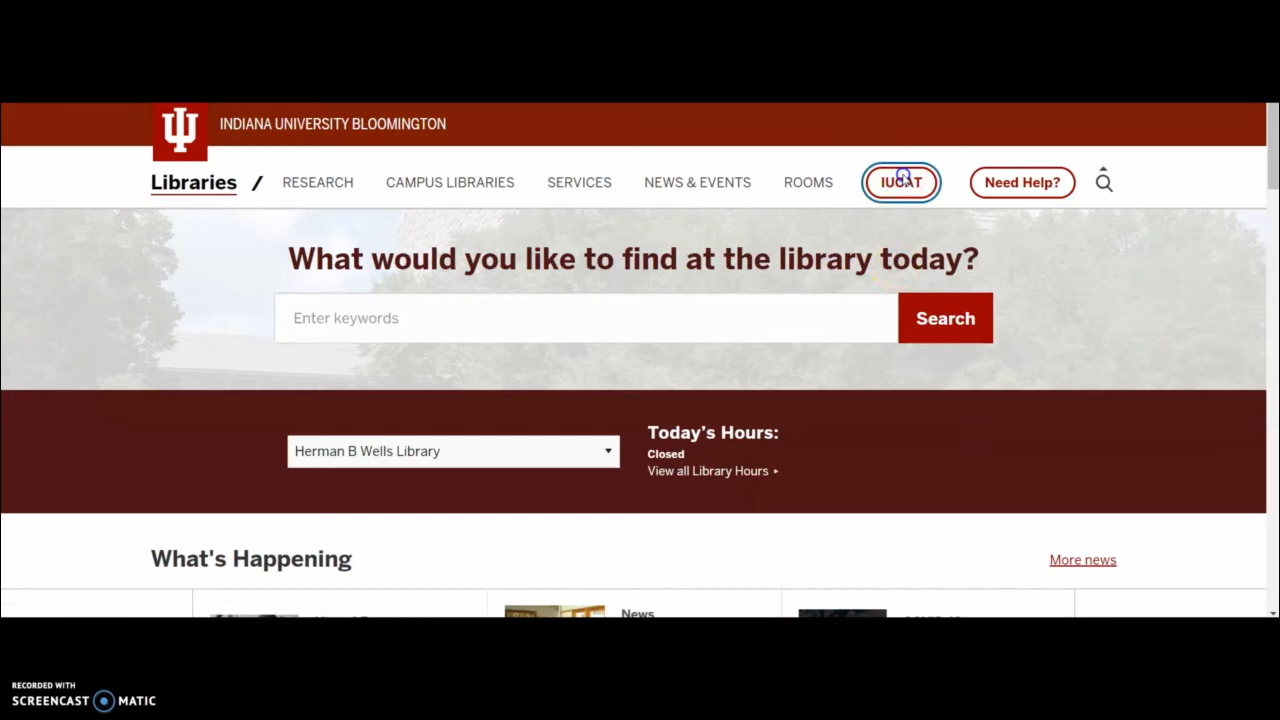 INDIANA UNIVERSITY BLOOMINGTON
Libraries / RESEARCH CAMPUS LIBRARIES SERVICES NEWS & EVENTS ROOMS IUCAT Need Help?
What would you like to find at the library today?
Enter keywords Search
Herman B Wells Library
Today's Hours:
Closed
View all Library Hours
What's Happening More news
News
RECORDED WITH
SCREENCAST MATIC